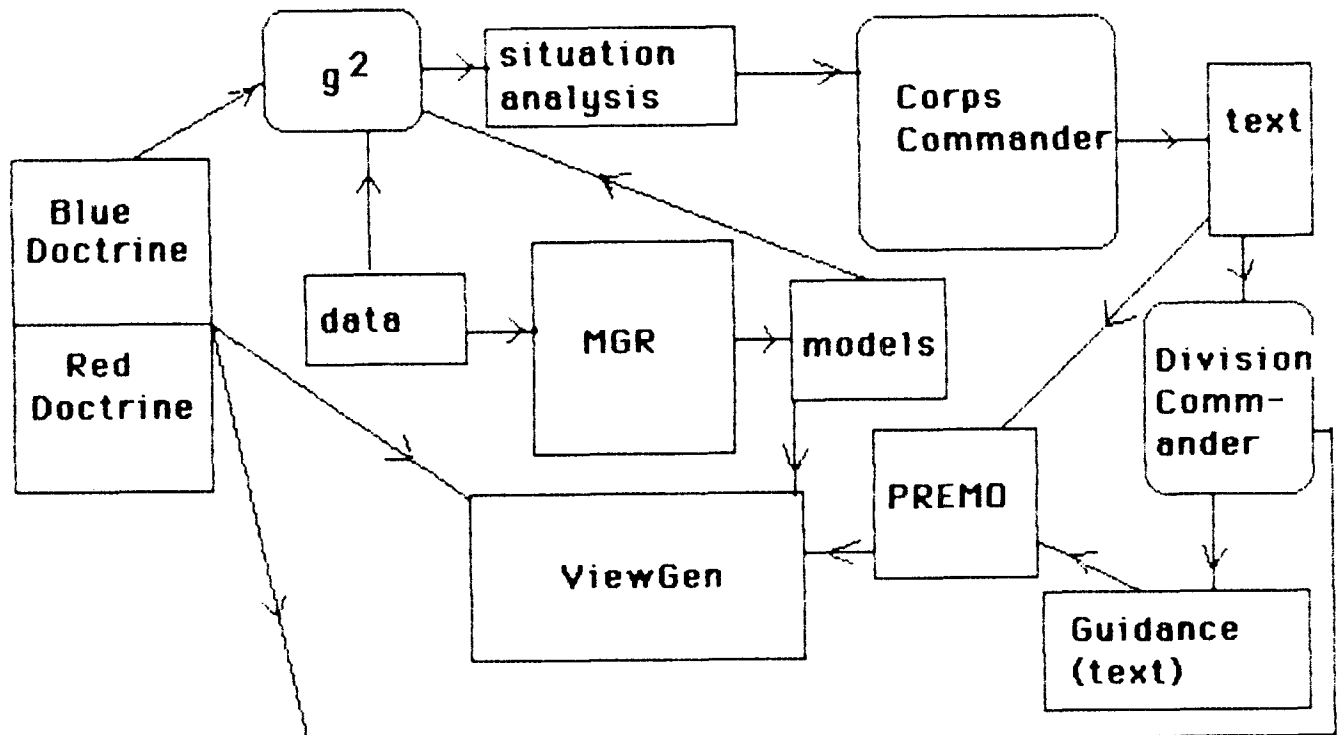 g²
situation
analysis
Corps
Commander
text
Blue
Doctrine
Red
Doctrine
data
MGR
models
Division
Comm-
ander
PREMO
ViewGen
Guidance
(text)